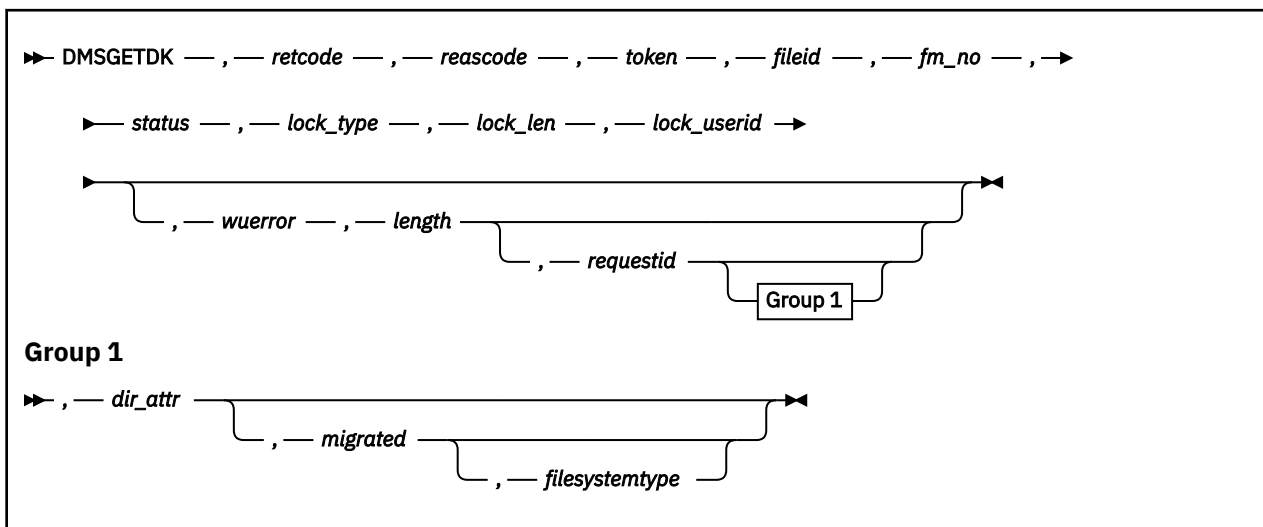 DMSGETDK , retcode , reascode , token , fileid , fm_no ,
status , lock_type , lock_len , lock_userid
, wuerror , length
, requestid
Group 1
Group 1
, dir_attr
, migrated
, filesystemtype